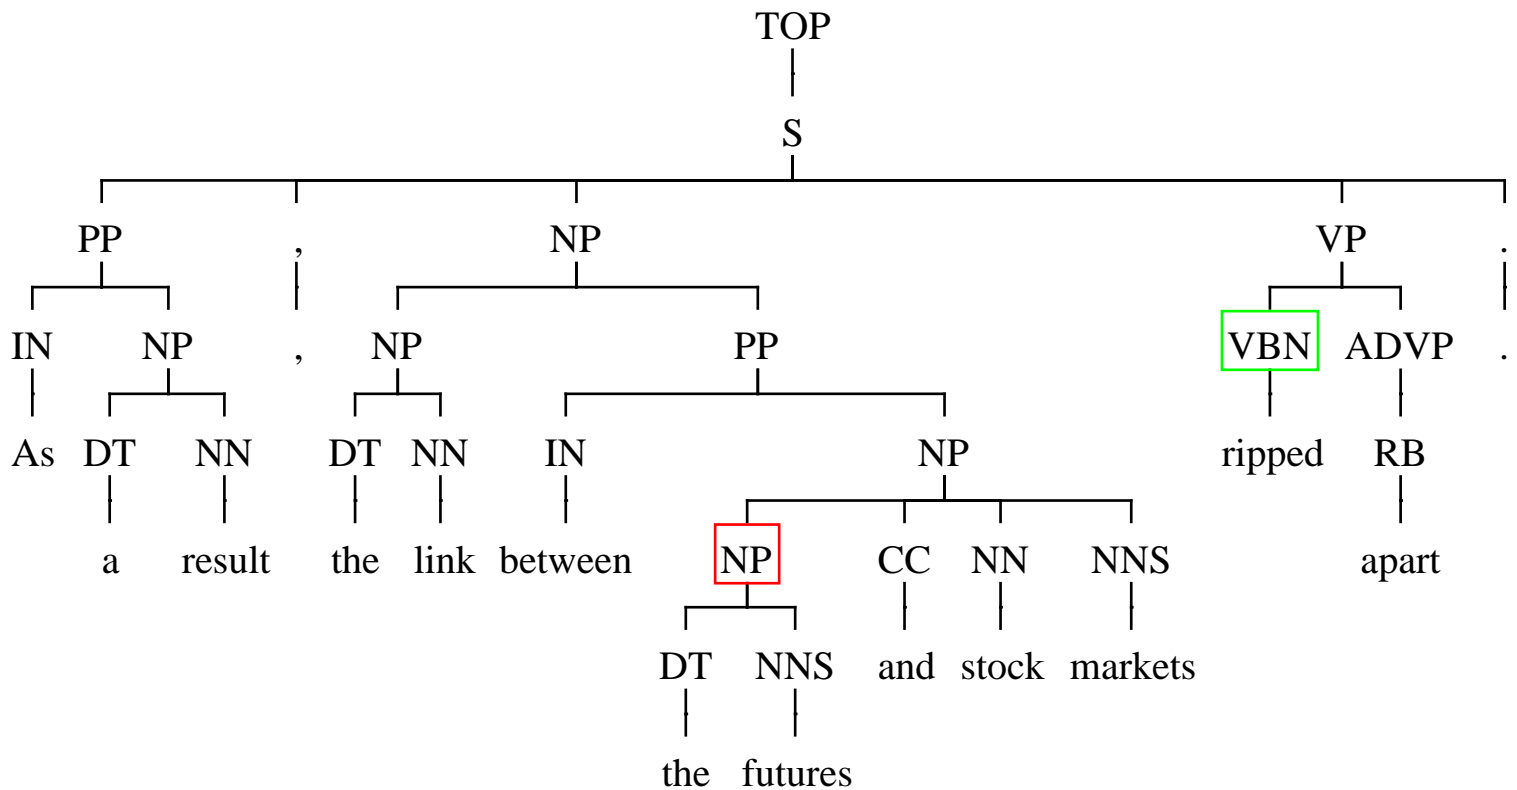 TOP
S
PP , NP VP .
IN NP , NP PP VBN ADVP .
As DT NN DT NN IN NP ripped RB
a result the link between NP CC NN NNS apart
DT NNS and stock markets
the futures